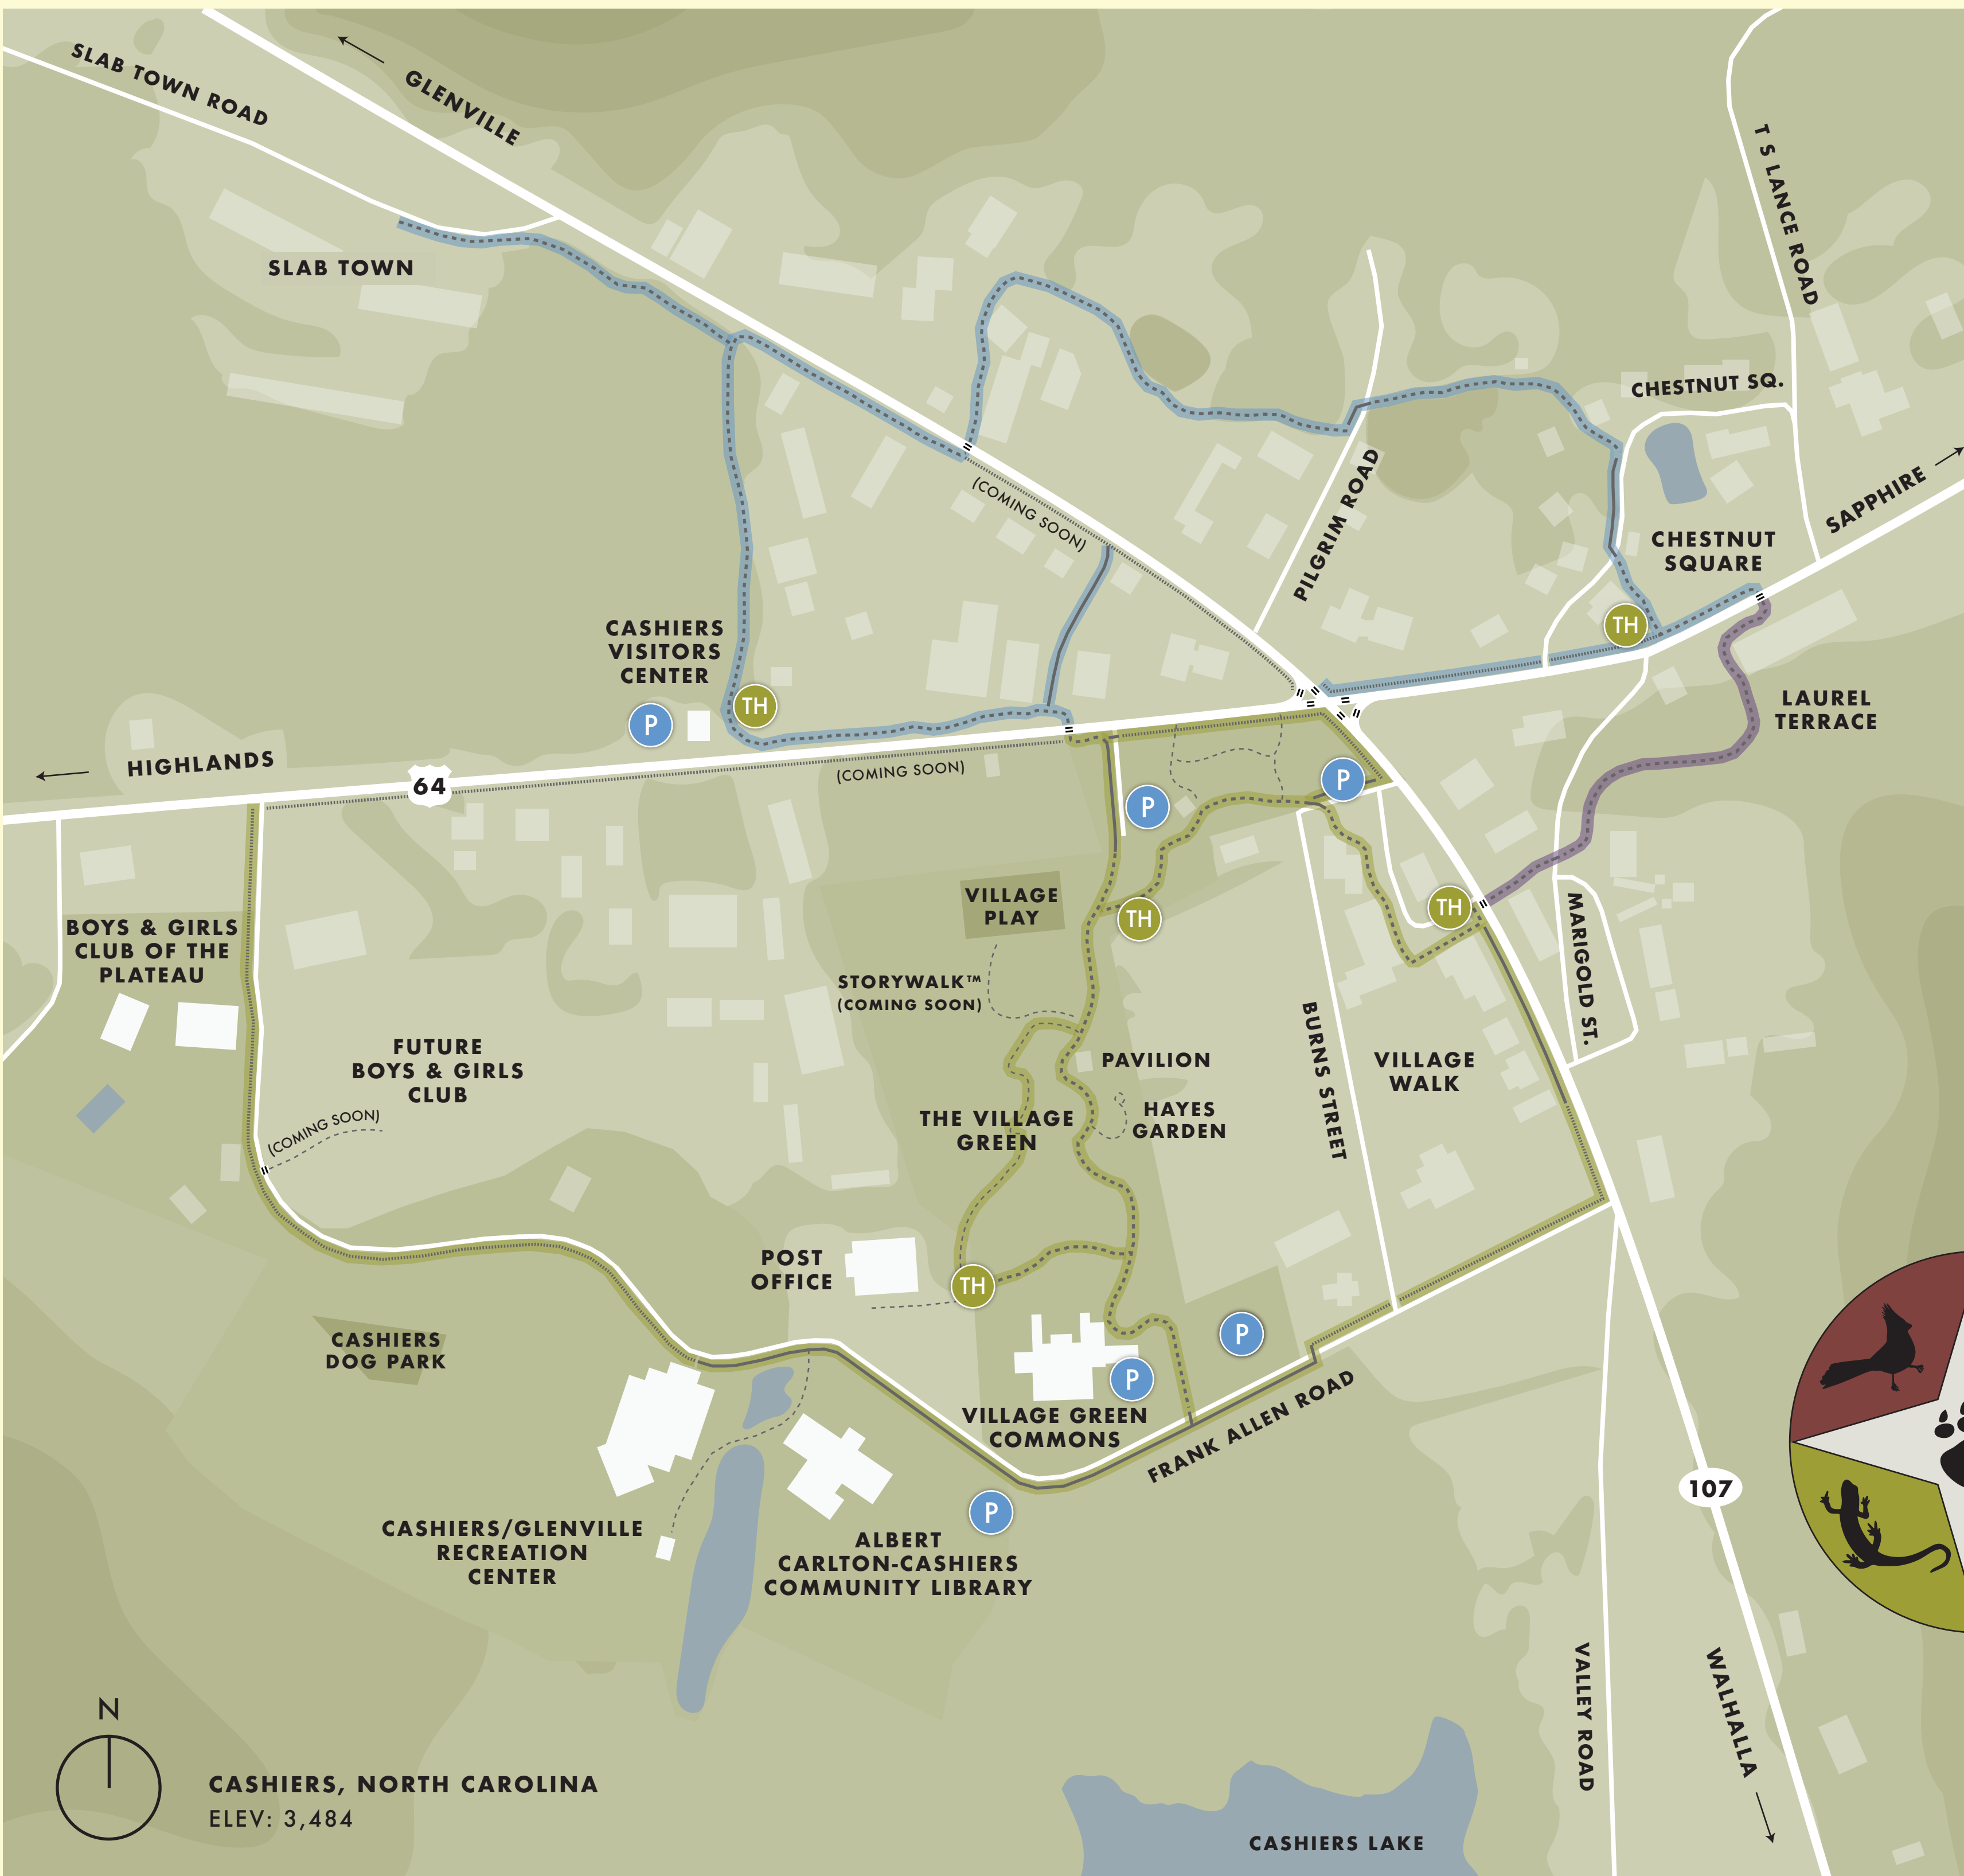 SLAB TOWN ROAD
GLENVILLE
T S LANCE ROAD
SLAB TOWN
CHESTNUT SQ.
SAPPHIRE
(COMING SOON)
PILGRIM ROAD
CHESTNUT
SQUARE
CASHIERS
VISITORS
CENTER
TH
TH
P
LAUREL
TERRACE
HIGHLANDS
64
(COMING SOON)
P
P
VILLAGE
PLAY
TH
TH
BOYS & GIRLS
CLUB OF THE
PLATEAU
MARIGOLD ST.
STORYWALK™
(COMING SOON)
BURNS STREET
FUTURE
BOYS & GIRLS
CLUB
PAVILION
VILLAGE
WALK
(COMING SOON)
THE VILLAGE
GREEN
HAYES
GARDEN
POST
OFFICE
TH
CASHIERS
DOG PARK
P
P
VILLAGE GREEN
COMMONS
FRANK ALLEN ROAD
107
P
CASHIERS/GLENVILLE
RECREATION
CENTER
ALBERT
CARLTON-CASHIERS
COMMUNITY LIBRARY
VALLEY ROAD
WALHALLA
N
CASHIERS, NORTH CAROLINA
ELEV: 3,484
CASHIERS LAKE